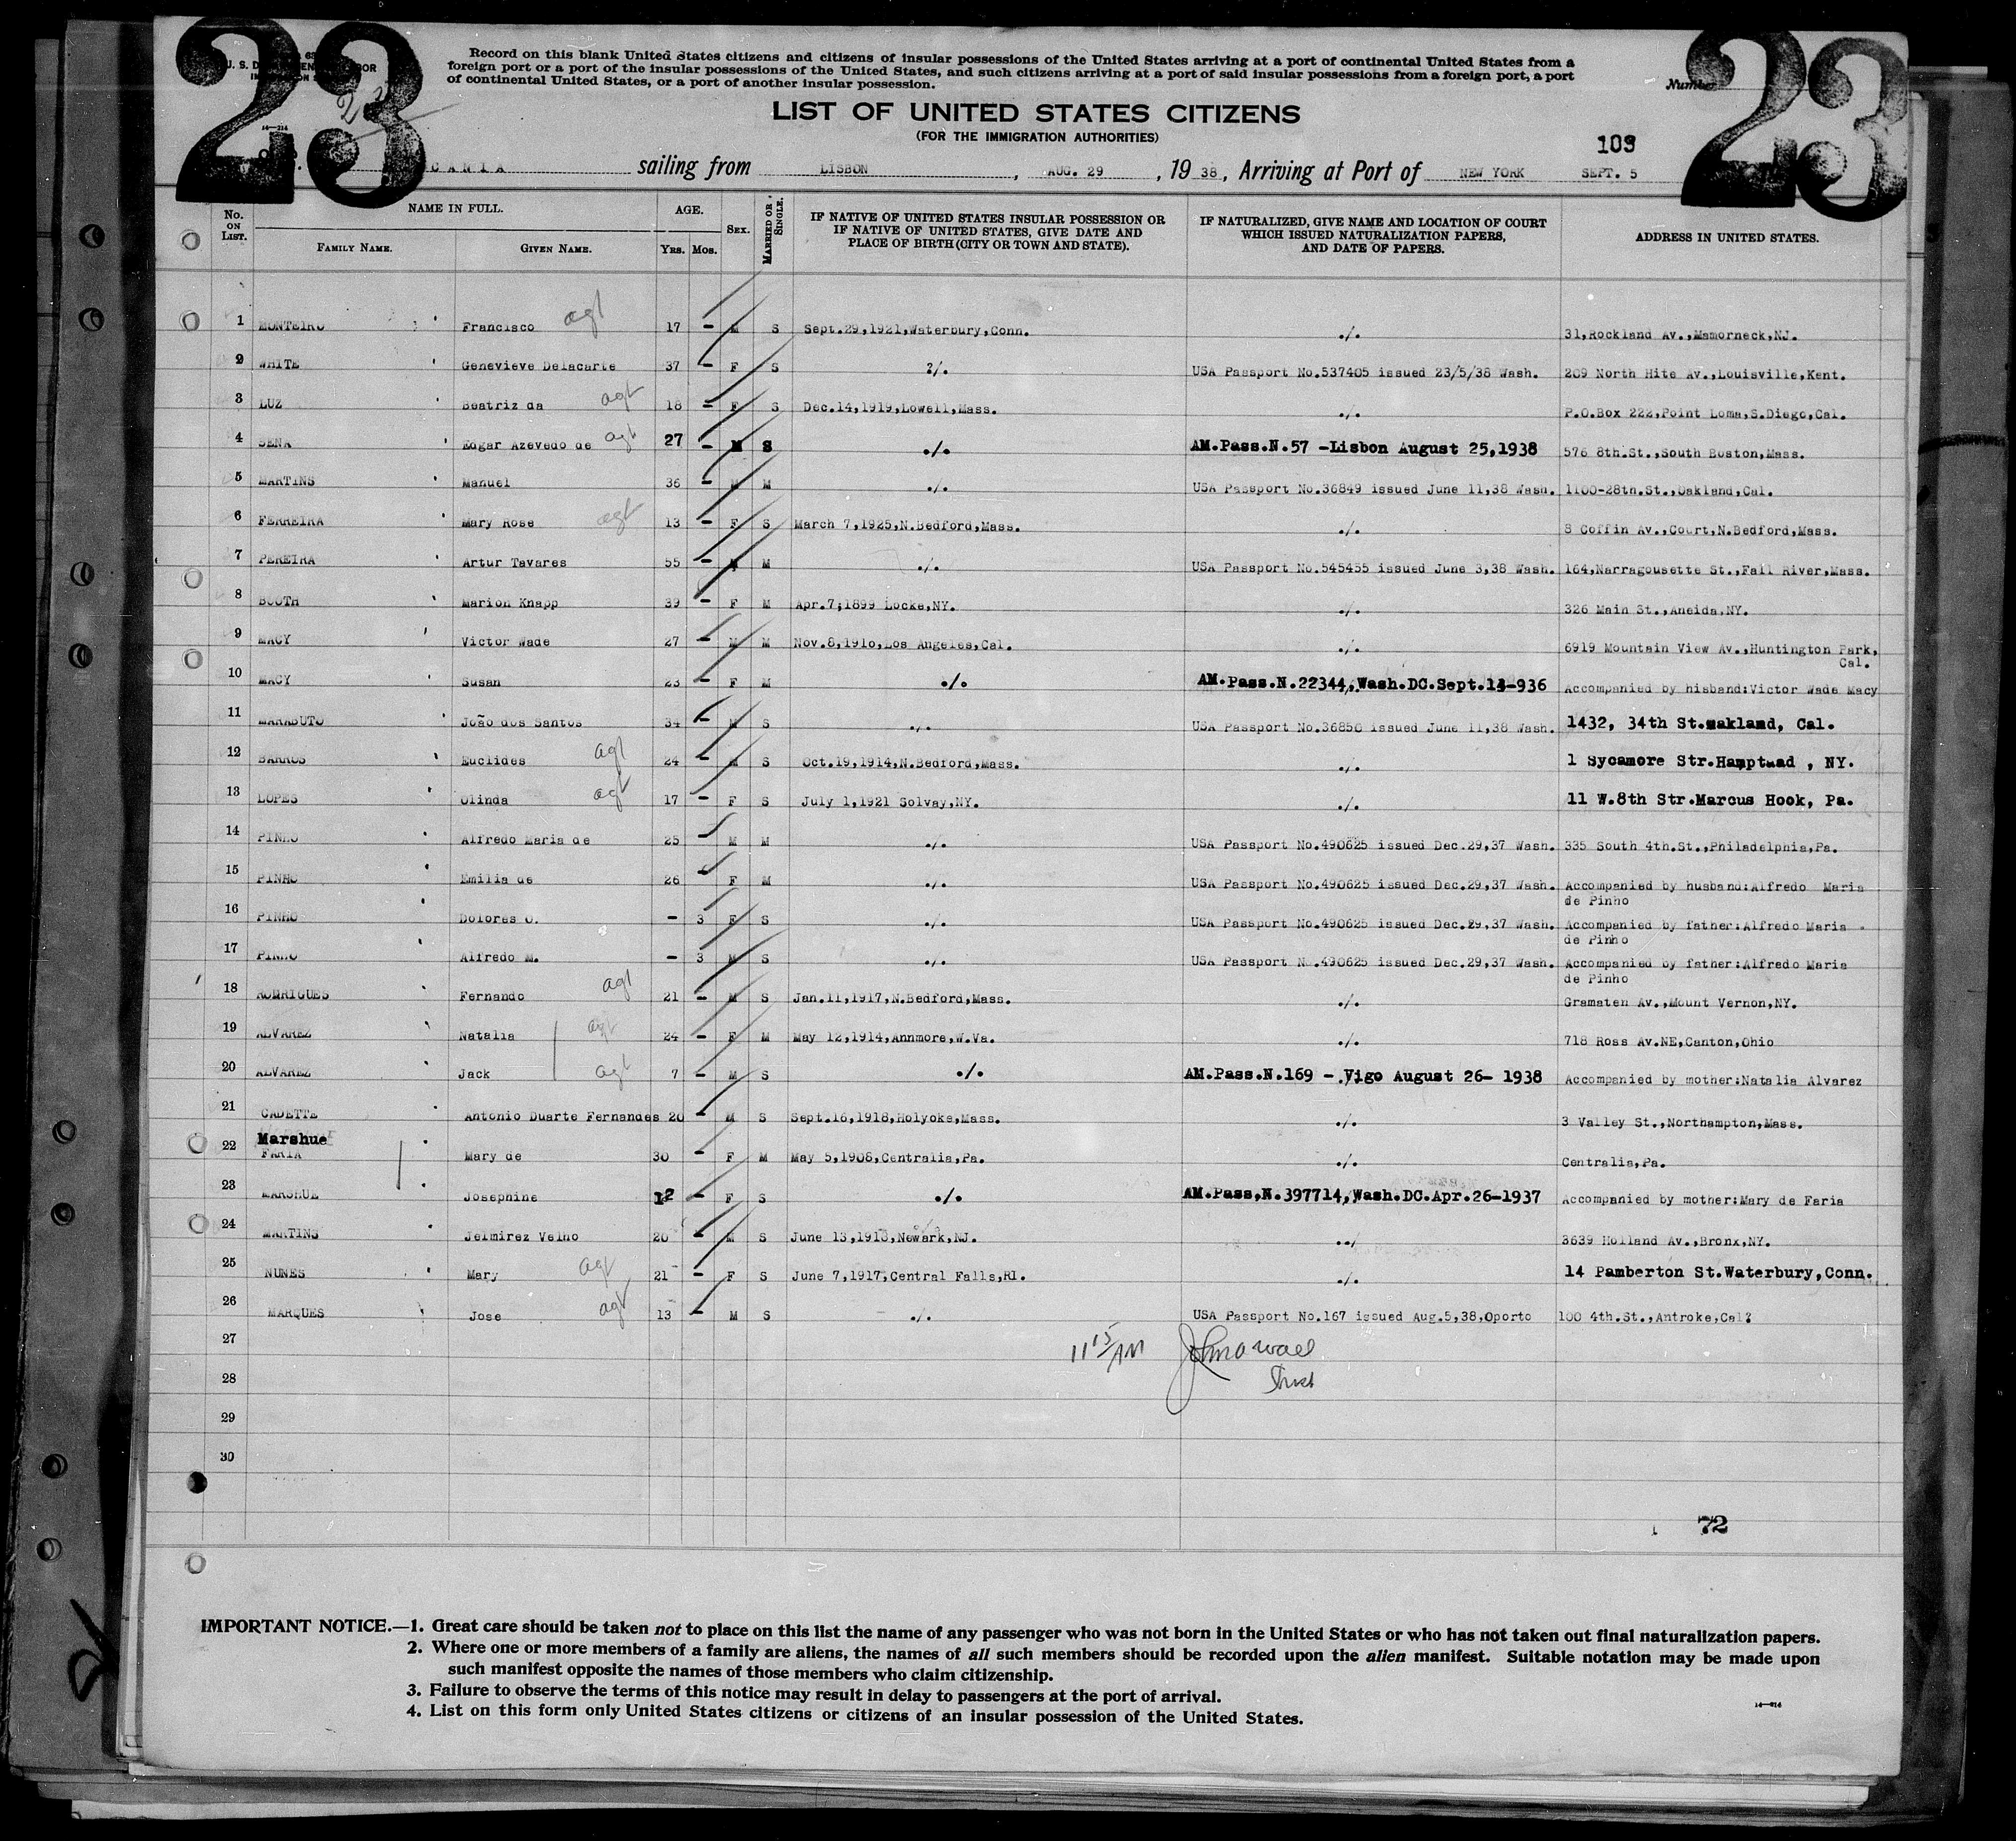 23
23
Record on this blank United States citizens and citizens of insular possessions of the United States arriving at a port of continental United States from a
foreign port or a port of the insular possessions of the United States, and such citizens arriving at a port of said insular possessions from a foreign port, a port
of continental United States, or a port of another insular possession.
Number
LIST OF UNITED STATES CITIZENS
(FOR THE IMMIGRATION AUTHORITIES)
103
CANIA sailing from LISBON, AUG. 29, 1938, Arriving at Port of NEW YORK SEPT. 5
No. ON LIST. NAME IN FULL. FAMILY NAME. GIVEN NAME. AGE. YRS. MOS. SEX. MARRIED OR SINGLE. IF NATIVE OF UNITED STATES INSULAR POSSESSION OR IF NATIVE OF UNITED STATES, GIVE DATE AND PLACE OF BIRTH (CITY OR TOWN AND STATE). IF NATURALIZED, GIVE NAME AND LOCATION OF COURT WHICH ISSUED NATURALIZATION PAPERS, AND DATE OF PAPERS. ADDRESS IN UNITED STATES.
1 MONTEIRO Francisco agt 17 - M S Sept.29,1921,Waterbury,Conn. ./. 31,Rockland Av.,Mamorneck,NJ.
2 WHITE Genevieve Delacarte 37 - F S ?/. USA Passport No.537405 issued 23/5/38 Wash. 209 North Hite Av.,Louisville,Kent.
3 LUZ Beatriz da agt 18 - F S Dec.14,1919,Lowell,Mass. ./. P.O.Box 222,Point Loma,S.Diego,Cal.
4 SENA Edgar Azevedo de agt 27 - M S ./. AM.Pass.N.57 -Lisbon August 25,1938 576 8th.St.,South Boston,Mass.
5 MARTINS Manuel 36 - M M ./. USA Passport No.36849 issued June 11,38 Wash. 1100-28th.St.,Oakland,Cal.
6 FERREIRA Mary Rose agt 13 - F S March 7,1925,N.Bedford,Mass. ./. 8 Coffin Av.,Court,N.Bedford,Mass.
7 PEREIRA Artur Tavares 55 - M M ./. USA Passport No.545455 issued June 3,38 Wash. 164,Narragousette St.,Fall River,Mass.
8 BOOTH Marion Knapp 39 - F M Apr.7;1899 Locke,NY. ./. 326 Main St.,Aneida,NY.
9 MACY Victor Wade 27 - M M Nov.8,1910,Los Angeles,Cal. ./. 6919 Mountain View Av.,Huntington Park,
Cal.
10 MACY Susan 23 - F M ./. AM.Pass.N.22344,Wash.DC.Sept.14-936 Accompanied by hisband:Victor Wade Macy
11 MARABUTO João dos Santos 34 - M S ./. USA Passport No.36850 issued June 11,38 Wash. 1432, 34th St.oakland, Cal.
12 BARROS Euclides agt 24 - M S Oct.19,1914,N.Bedford,Mass. ./. 1 Sycamore Str.Hamptead , NY.
13 LOPES Olinda agt 17 - F S July 1,1921 Solvay,NY. ./. 11 W.8th Str.Marcus Hook, Pa.
14 PINHO Alfredo Maria de 25 - M M ./. USA Passport No.490625 issued Dec.29,37 Wash. 335 South 4th.St.,Philadelphia,Pa.
15 PINHO Emilia de 26 - F M ./. USA Passport No.490625 issued Dec.29,37 Wash. Accompanied by husband:Alfredo Maria
de Pinho
16 PINHO Dolores O. - 3 F S ./. USA Passport No.490625 issued Dec.29,37 Wash. Accompanied by father:Alfredo Maria
de Pinho
17 PINHO Alfredo M. - 3 M S ./. USA Passport No.490625 issued Dec.29,37 Wash. Accompanied by father:Alfredo Maria
de Pinho
18 RODRIGUES Fernando agt 21 - M S Jan.11,1917,N.Bedford,Mass. ./. Gramaten Av.,Mount Vernon,NY.
19 ALVAREZ Natalia agt 24 - F M May 12,1914,Annmore,W.Va. ./. 718 Ross Av.NE,Canton,Ohio
20 ALVAREZ Jack agt 7 - M S ./. AM.Pass.N.169 - Vigo August 26- 1938 Accompanied by mother:Natalia Alvarez
21 CADETTE Antonio Duarte Fernandes 20 - M S Sept.16,1918,Holyoke,Mass. ./. 3 Valley St.,Northampton,Mass.
Marshue
22 FARIA Mary de 30 - F M May 5,1908,Centralia,Pa. ./. Centralia,Pa.
23 MARSHUE Josephine 12 - F S ./. AM.Pass,N.397714,Wash.DC.Apr.26-1937 Accompanied by mother:Mary de Faria
24 MARTINS Jelmirez Velho 20 - M S June 13,1918,Newark,NJ. ../ 3639 Holland Av.,Bronx,NY.
25 NUNES Mary agt 21 - F S June 7,1917,Central Falls,RI. ./. 14 Pamberton St.Waterbury,Conn.
26 MARQUES Jose agt 13 - M S ./. USA Passport No.167 issued Aug.5,38,Oporto 100 4th.St.,Antroke,Cal?
27
11 15/AM
28
29
30
72
IMPORTANT NOTICE.—1. Great care should be taken not to place on this list the name of any passenger who was not born in the United States or who has not taken out final naturalization papers.
2. Where one or more members of a family are aliens, the names of all such members should be recorded upon the alien manifest. Suitable notation may be made upon
such manifest opposite the names of those members who claim citizenship.
3. Failure to observe the terms of this notice may result in delay to passengers at the port of arrival.
4. List on this form only United States citizens or citizens of an insular possession of the United States.